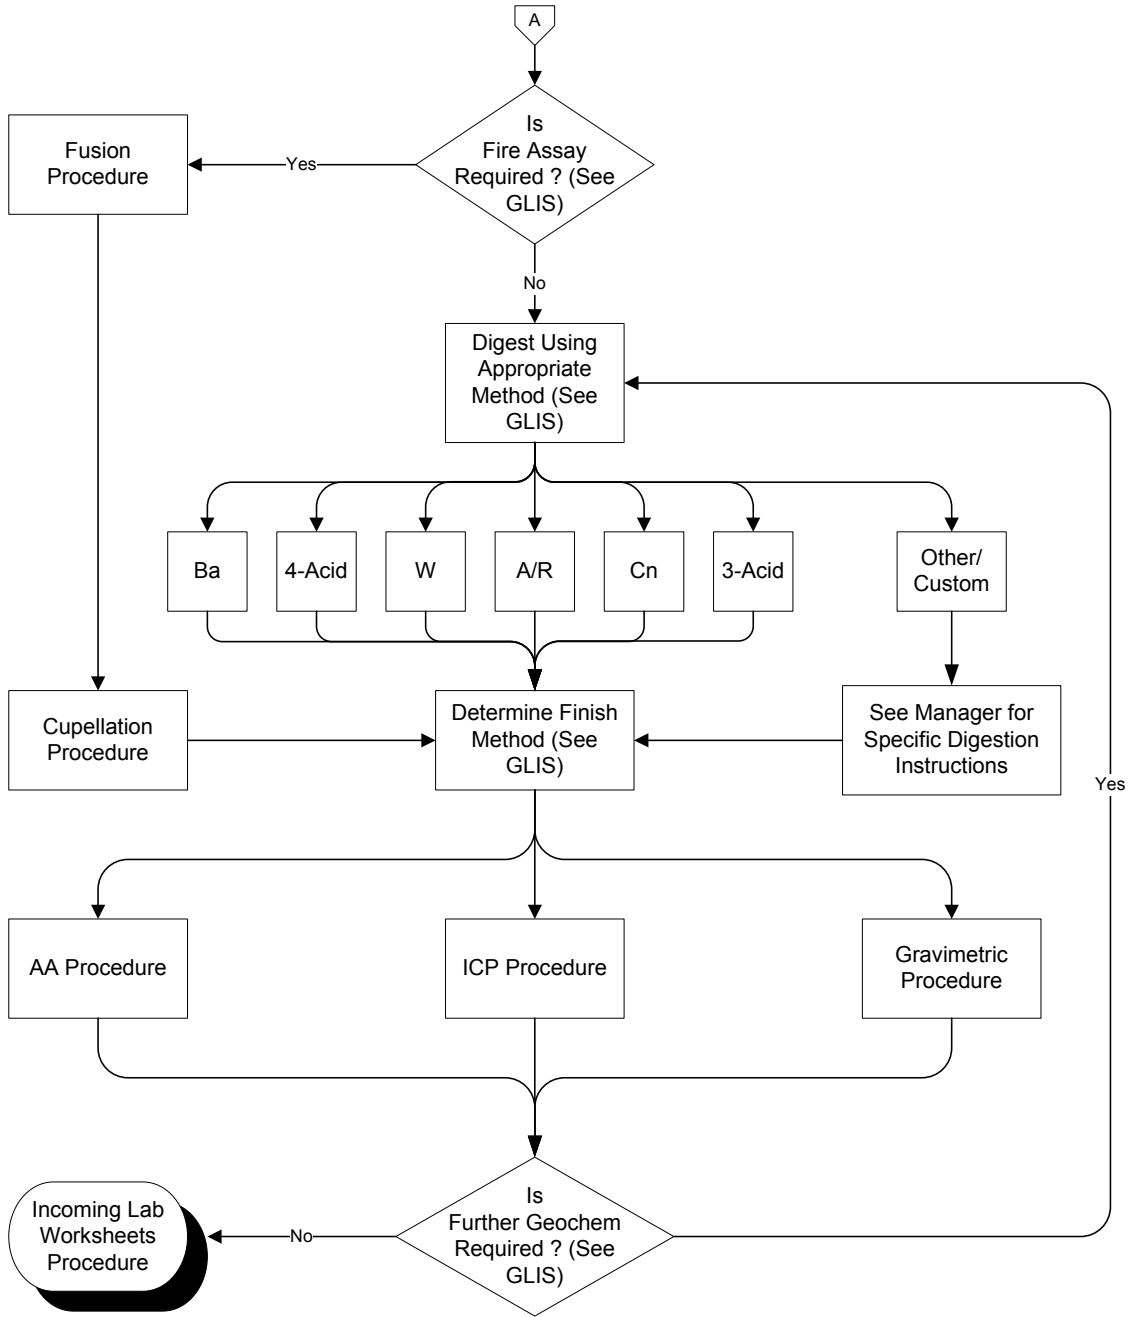 A
Is
Fire Assay
Required ? (See
GLIS)
Yes
Fusion
Procedure
No
Digest Using
Appropriate
Method (See
GLIS)
Ba
4-Acid
W
A/R
Cn
3-Acid
Other/
Custom
Cupellation
Procedure
Determine Finish
Method (See
GLIS)
See Manager for
Specific Digestion
Instructions
Yes
AA Procedure
ICP Procedure
Gravimetric
Procedure
Is
Further Geochem
Required ? (See
GLIS)
No
Incoming Lab
Worksheets
Procedure